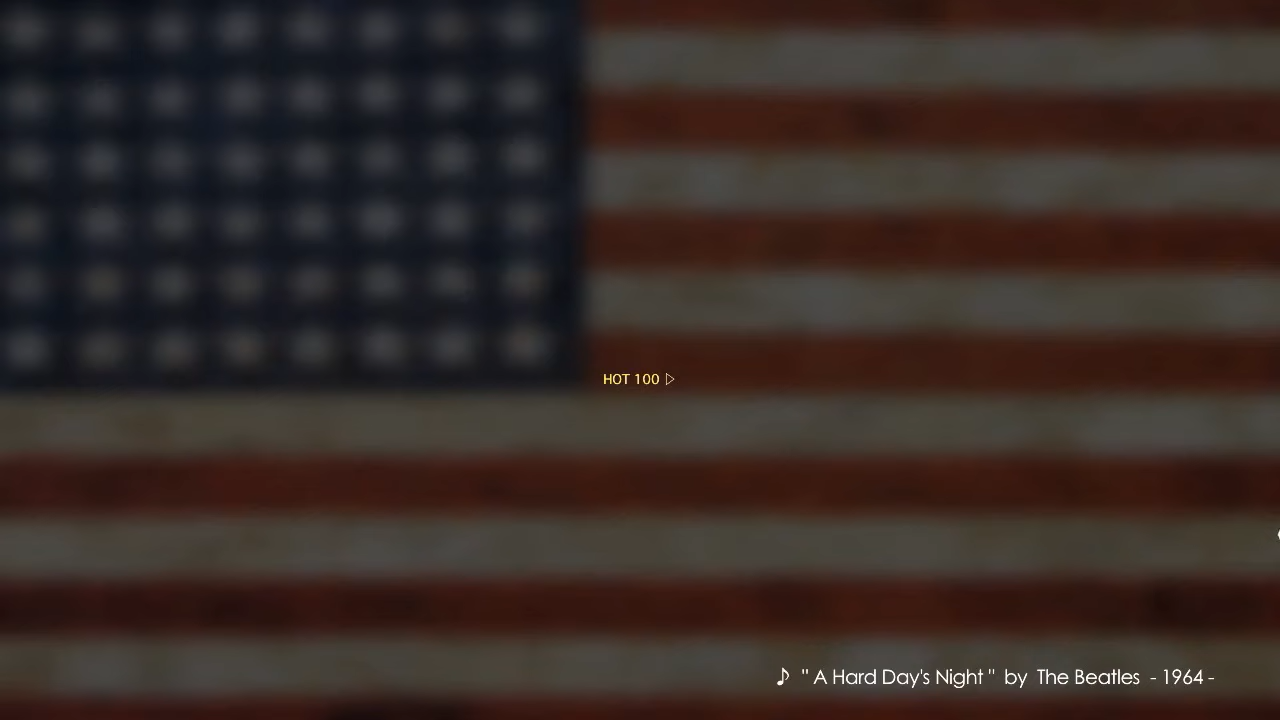 HOT 100 ▷
♪ " A Hard Day's Night " by The Beatles - 1964 -